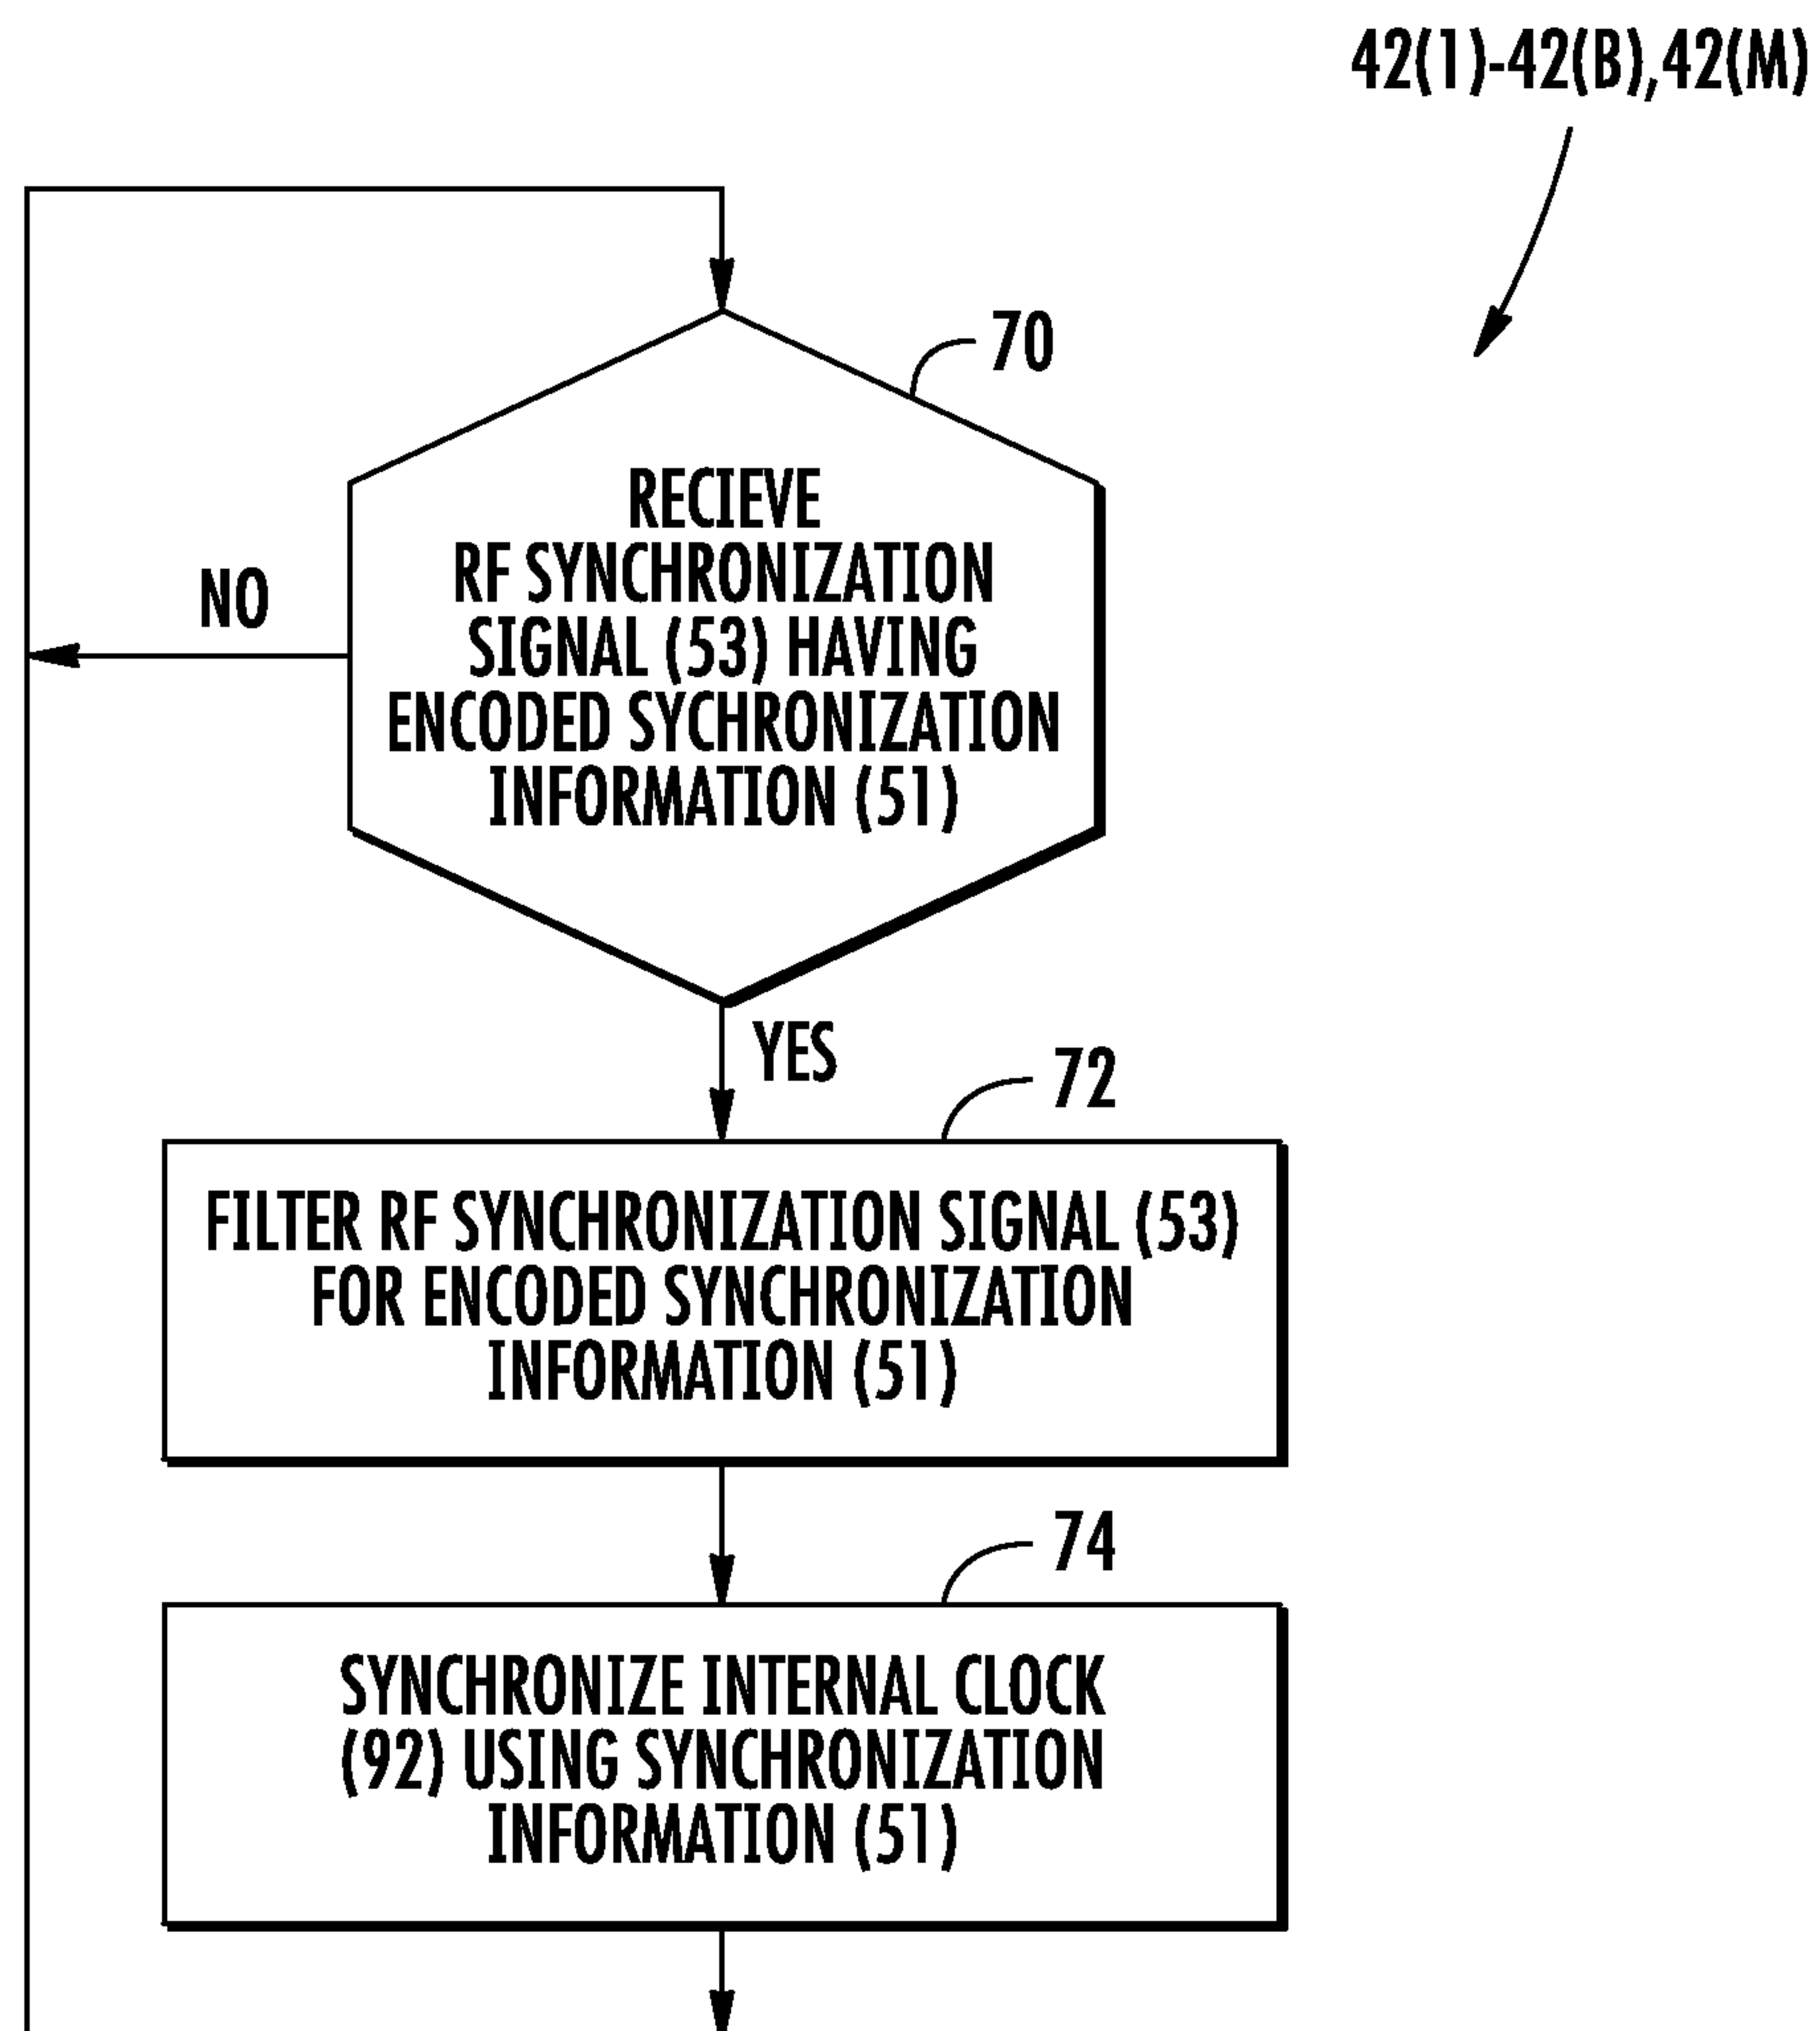 42(1)-42(B),42(M)
70
RECIEVE
RF SYNCHRONIZATION
SIGNAL (53) HAVING
ENCODED SYCHRONIZATION
INFORMATION (51)
NO
YES
72
FILTER RF SYNCHRONIZATION SIGNAL (53)
FOR ENCODED SYNCHRONIZATION
INFORMATION (51)
74
SYNCHRONIZE INTERNAL CLOCK
(92) USING SYNCHRONIZATION
INFORMATION (51)